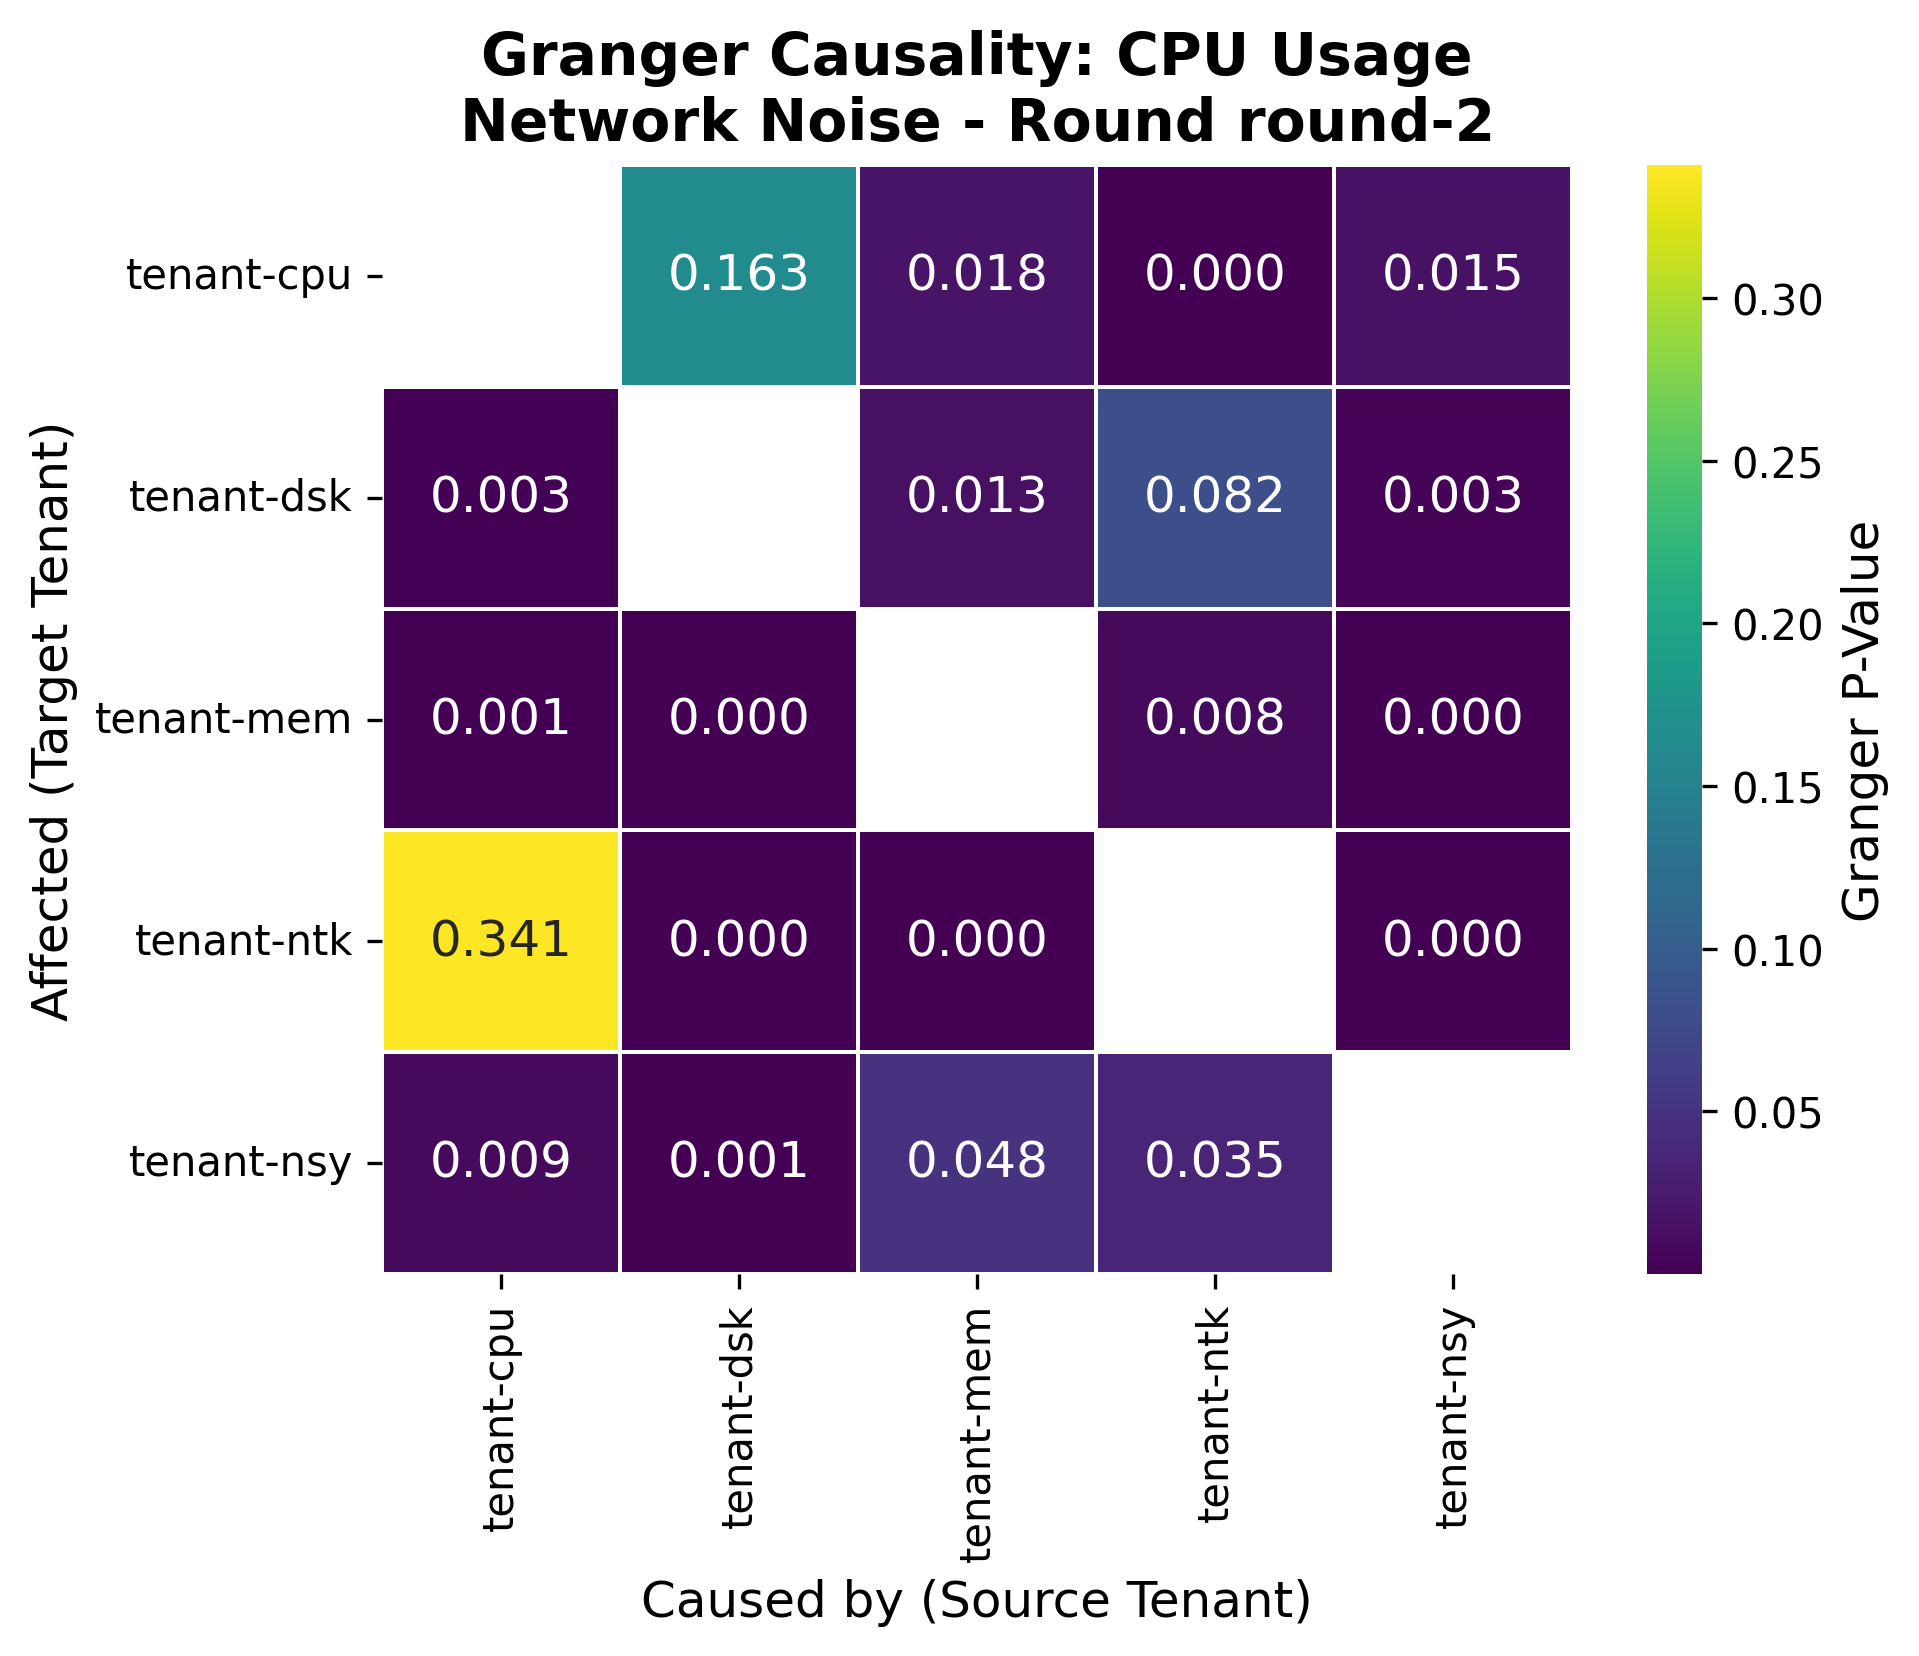 Granger Causality: CPU Usage
Network Noise - Round round-2
Affected (Target Tenant)
tenant-cpu 0.163 0.018 0.000 0.015
tenant-dsk 0.003 0.013 0.082 0.003
tenant-mem 0.001 0.000 0.008 0.000
tenant-ntk 0.341 0.000 0.000 0.000
tenant-nsy 0.009 0.001 0.048 0.035
tenant-cpu tenant-dsk tenant-mem tenant-ntk tenant-nsy
Caused by (Source Tenant)
0.30
0.25
0.20
0.15
0.10
0.05
Granger P-Value